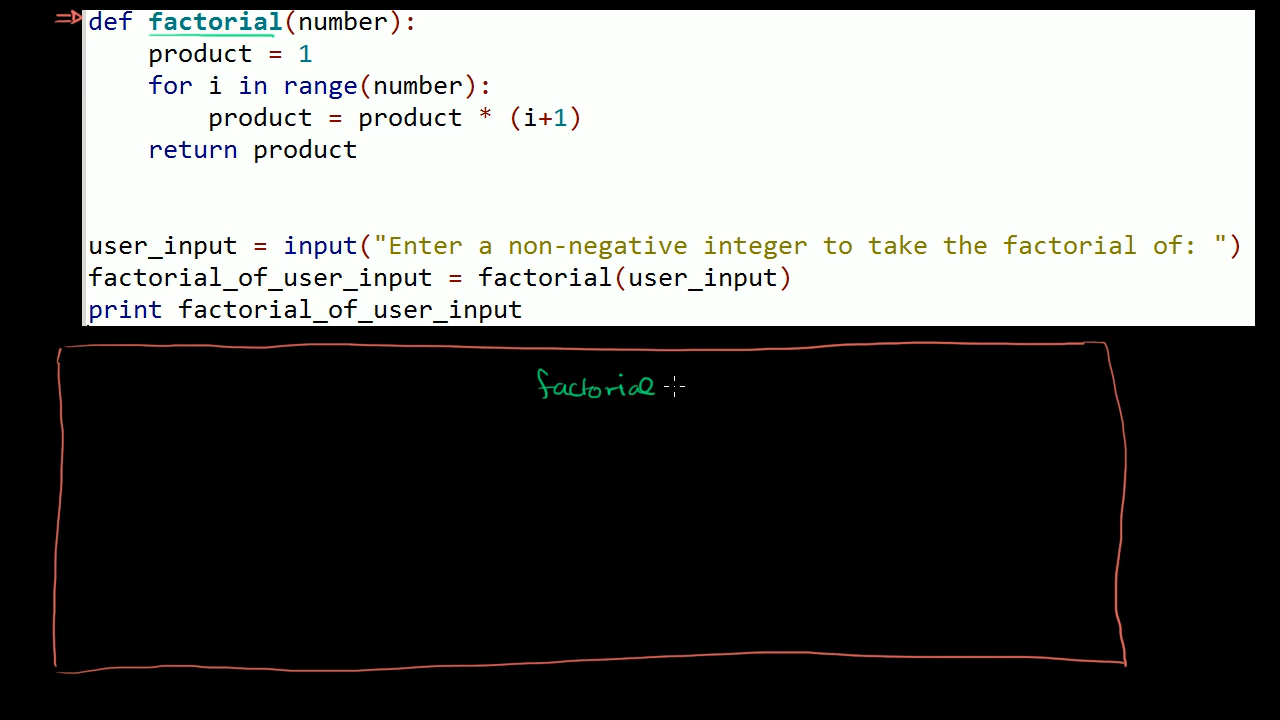 def factorial(number):
    product = 1
    for i in range(number):
        product = product * (i+1)
    return product
user_input = input("Enter a non-negative integer to take the factorial of: ")
factorial_of_user_input = factorial(user_input)
print factorial_of_user_input
factorial